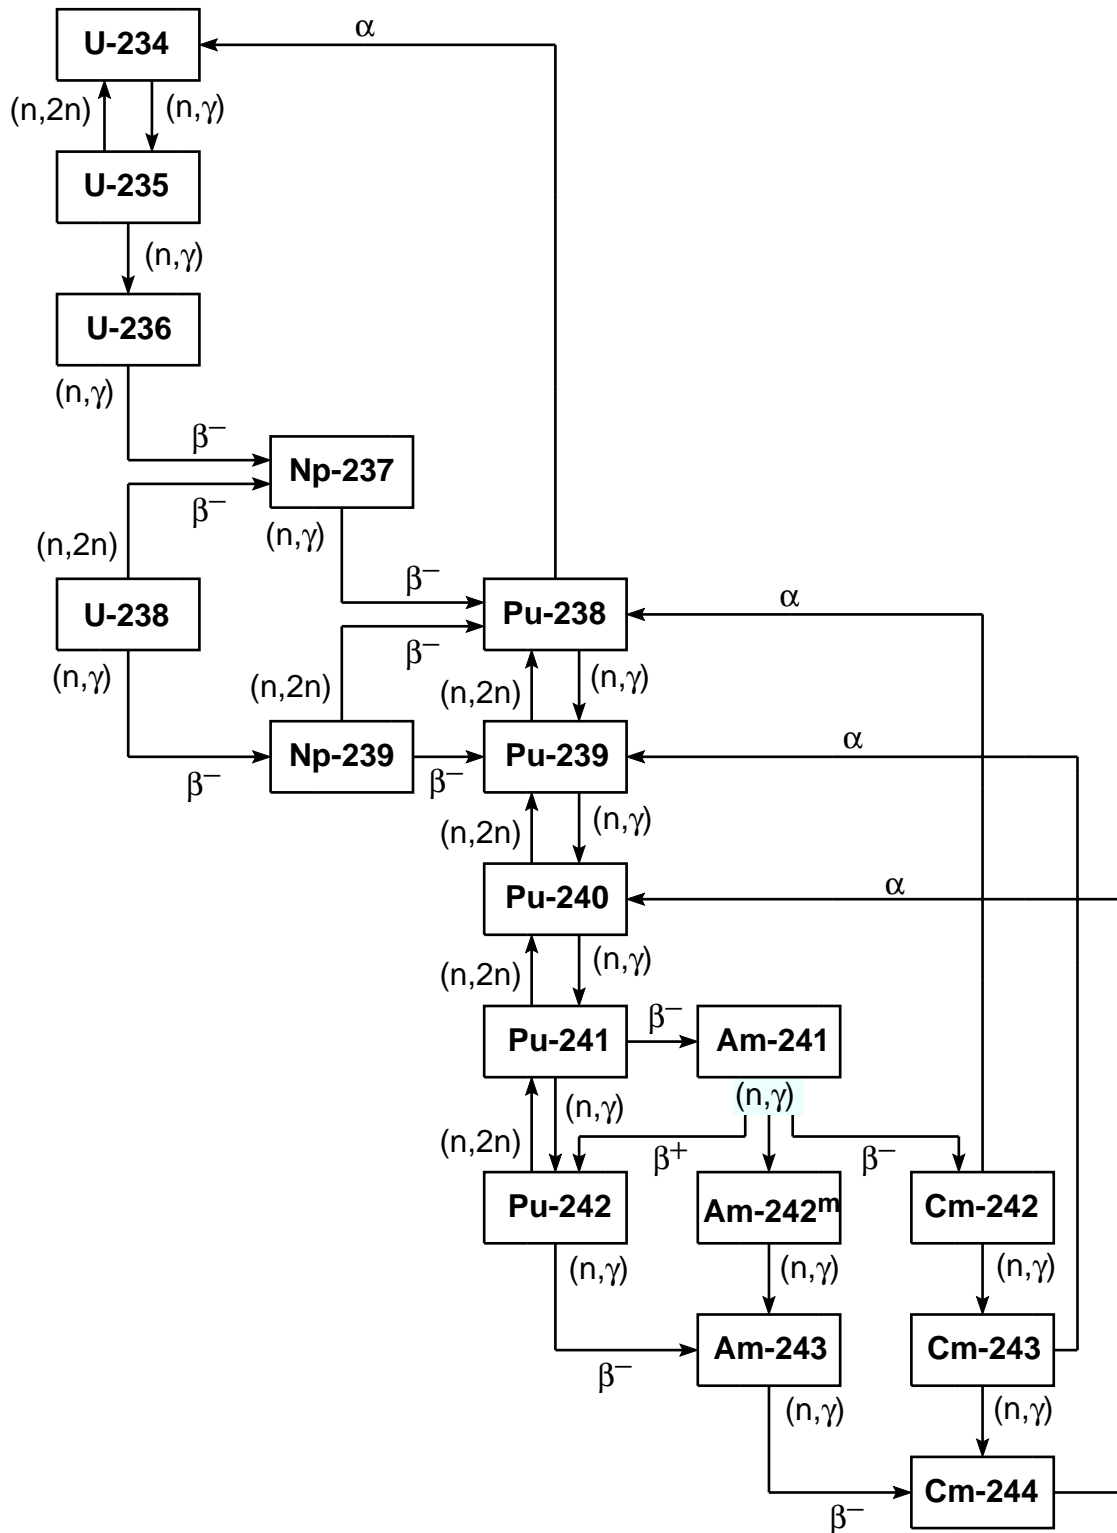 α
U-234
(n,2n)
(n,γ)
U-235
(n,γ)
U-236
(n,γ)
β⁻
Np-237
β⁻
(n,γ)
(n,2n)
β⁻
α
U-238
Pu-238
β⁻
(n,γ)
(n,2n)
(n,2n)
(n,γ)
α
Np-239
Pu-239
β⁻
β⁻
(n,2n)
(n,γ)
α
Pu-240
(n,2n)
(n,γ)
β⁻
Pu-241
Am-241
(n,γ)
(n,γ)
(n,2n)
β⁺
β⁻
Pu-242
Am-242ᵐ
Cm-242
(n,γ)
(n,γ)
(n,γ)
Am-243
Cm-243
β⁻
(n,γ)
(n,γ)
Cm-244
β⁻